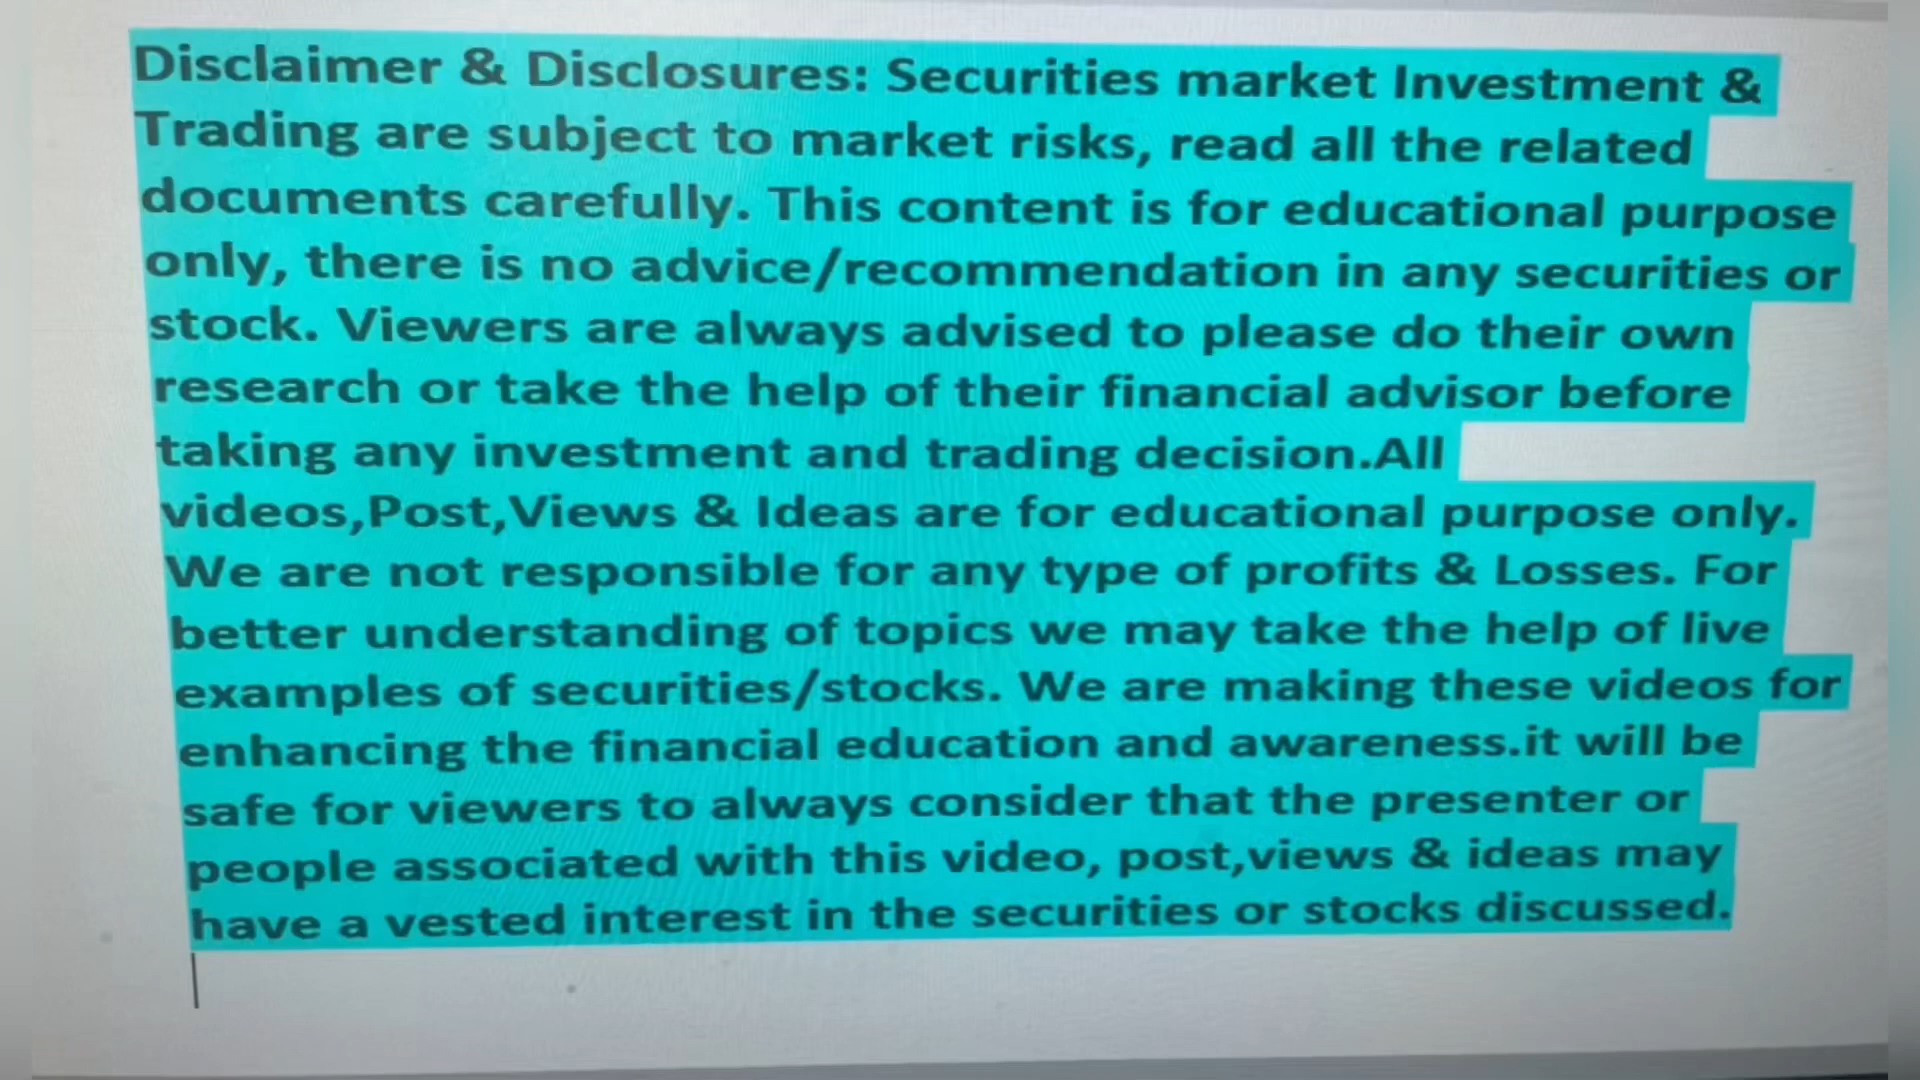 Disclaimer & Disclosures: Securities market Investment &
Trading are subject to market risks, read all the related
documents carefully. This content is for educational purpose
only, there is no advice/recommendation in any securities or
stock. Viewers are always advised to please do their own
research or take the help of their financial advisor before
taking any investment and trading decision.All
videos,Post,Views & Ideas are for educational purpose only.
We are not responsible for any type of profits & Losses. For
better understanding of topics we may take the help of live
examples of securities/stocks. We are making these videos for
enhancing the financial education and awareness.it will be
safe for viewers to always consider that the presenter or
people associated with this video, post,views & ideas may
have a vested interest in the securities or stocks discussed.